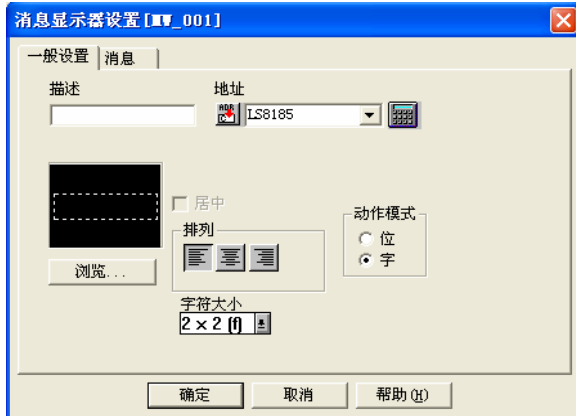 消息显示器设置[MW_001]
一般设置 消息
描述 地址
ADR
LS8185
居中
排列
动作模式
位
字
浏览...
字符大小
2 × 2 (f)
确定 取消 帮助(H)